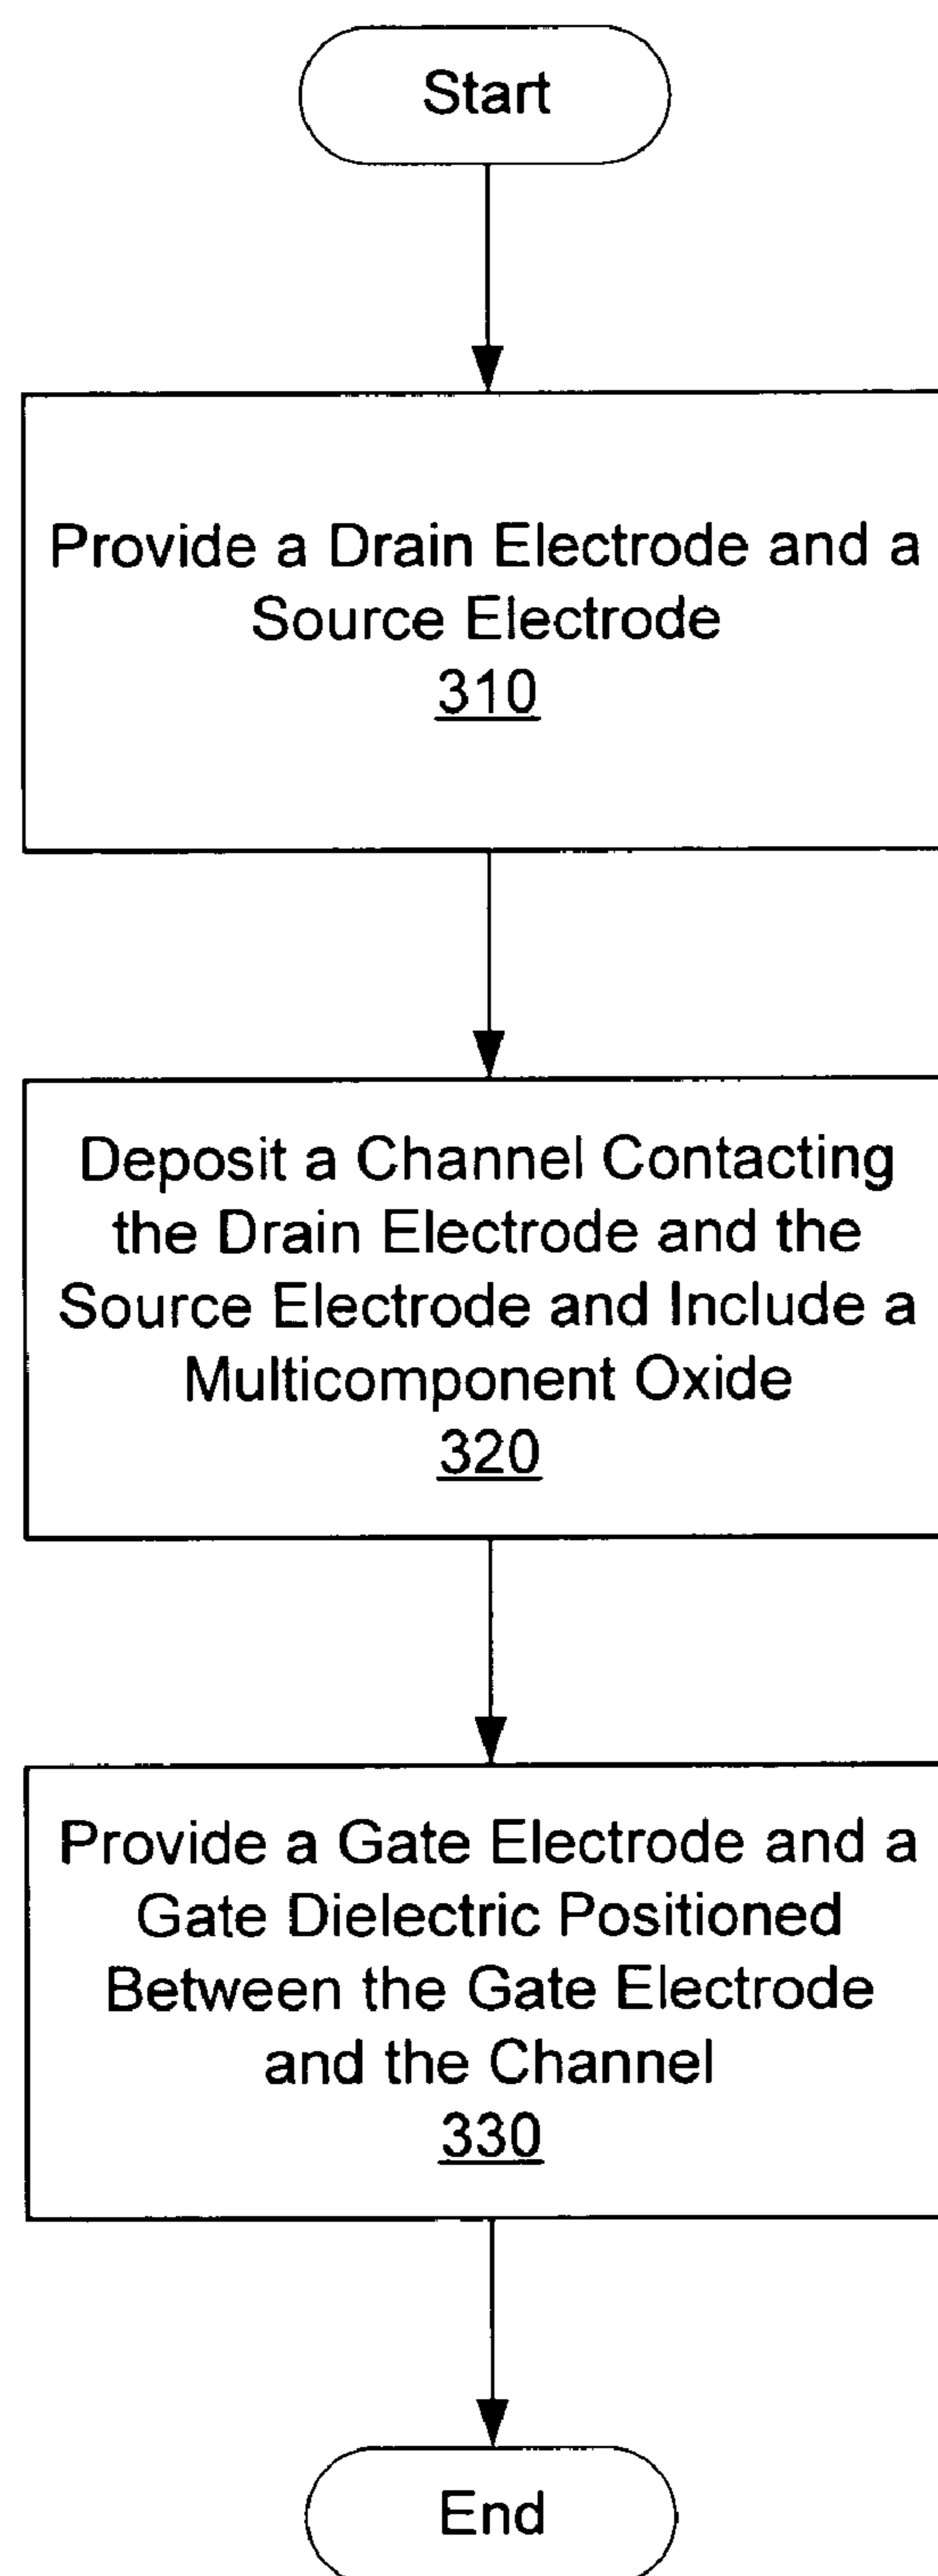 Start
Provide a Drain Electrode and a
Source Electrode
310
Deposit a Channel Contacting
the Drain Electrode and the
Source Electrode and Include a
Multicomponent Oxide
320
Provide a Gate Electrode and a
Gate Dielectric Positioned
Between the Gate Electrode
and the Channel
330
End